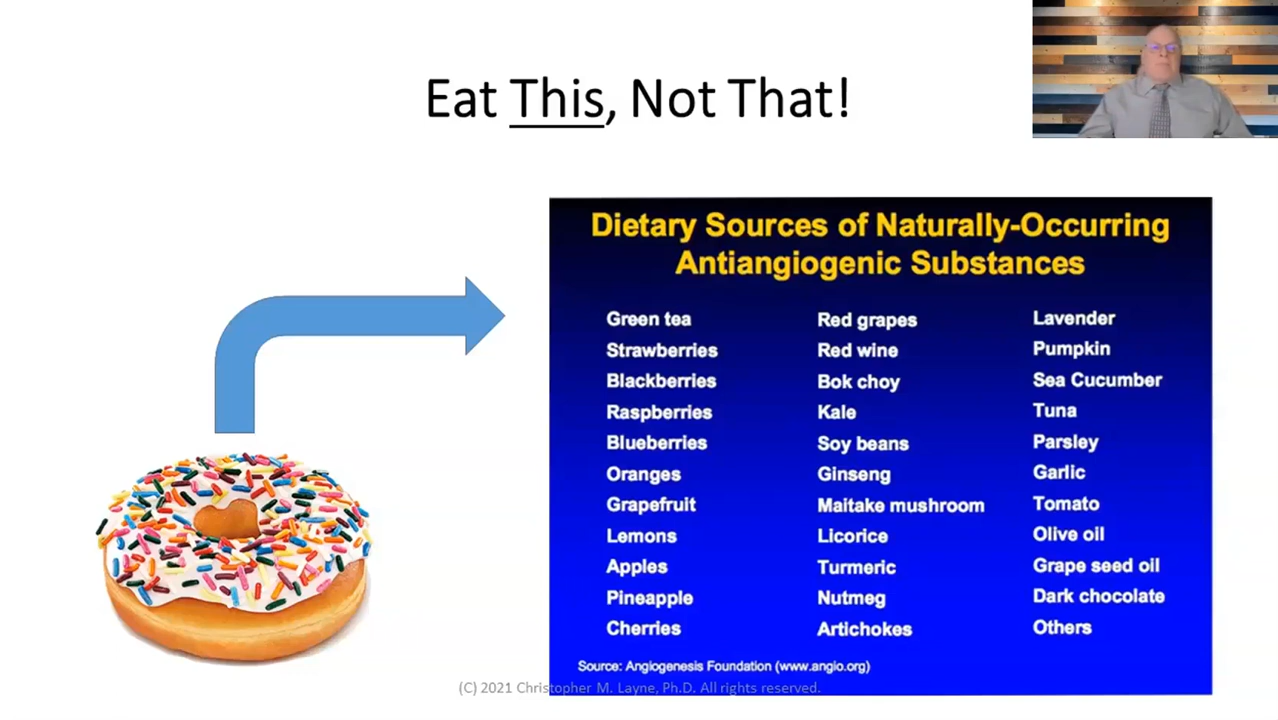 Eat This, Not That!
Dietary Sources of Naturally-Occurring
Antiangiogenic Substances
Green tea
Strawberries
Blackberries
Raspberries
Blueberries
Oranges
Grapefruit
Lemons
Apples
Pineapple
Cherries
Red grapes
Red wine
Bok choy
Kale
Soy beans
Ginseng
Maitake mushroom
Licorice
Turmeric
Nutmeg
Artichokes
Lavender
Pumpkin
Sea Cucumber
Tuna
Parsley
Garlic
Tomato
Olive oil
Grape seed oil
Dark chocolate
Others
Source: Angiogenesis Foundation (www.angio.org)
(C) 2021 Christopher M. Layne, Ph.D. All rights reserved.